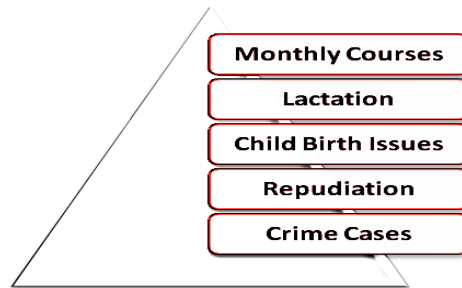 Monthly Courses
Lactation
Child Birth Issues
Repudiation
Crime Cases